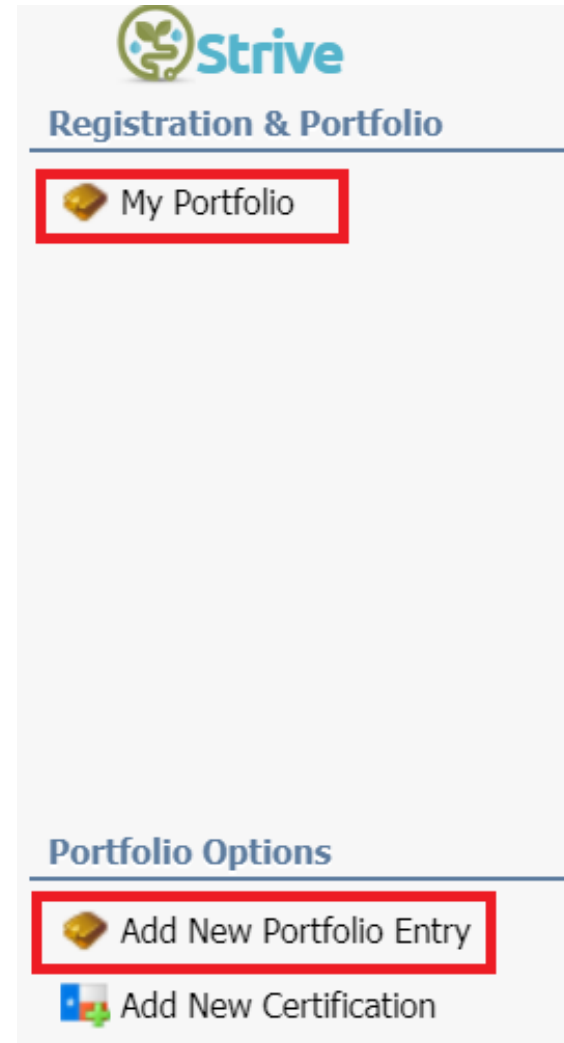 Strive
Registration & Portfolio
My Portfolio
Portfolio Options
Add New Portfolio Entry
Add New Certification